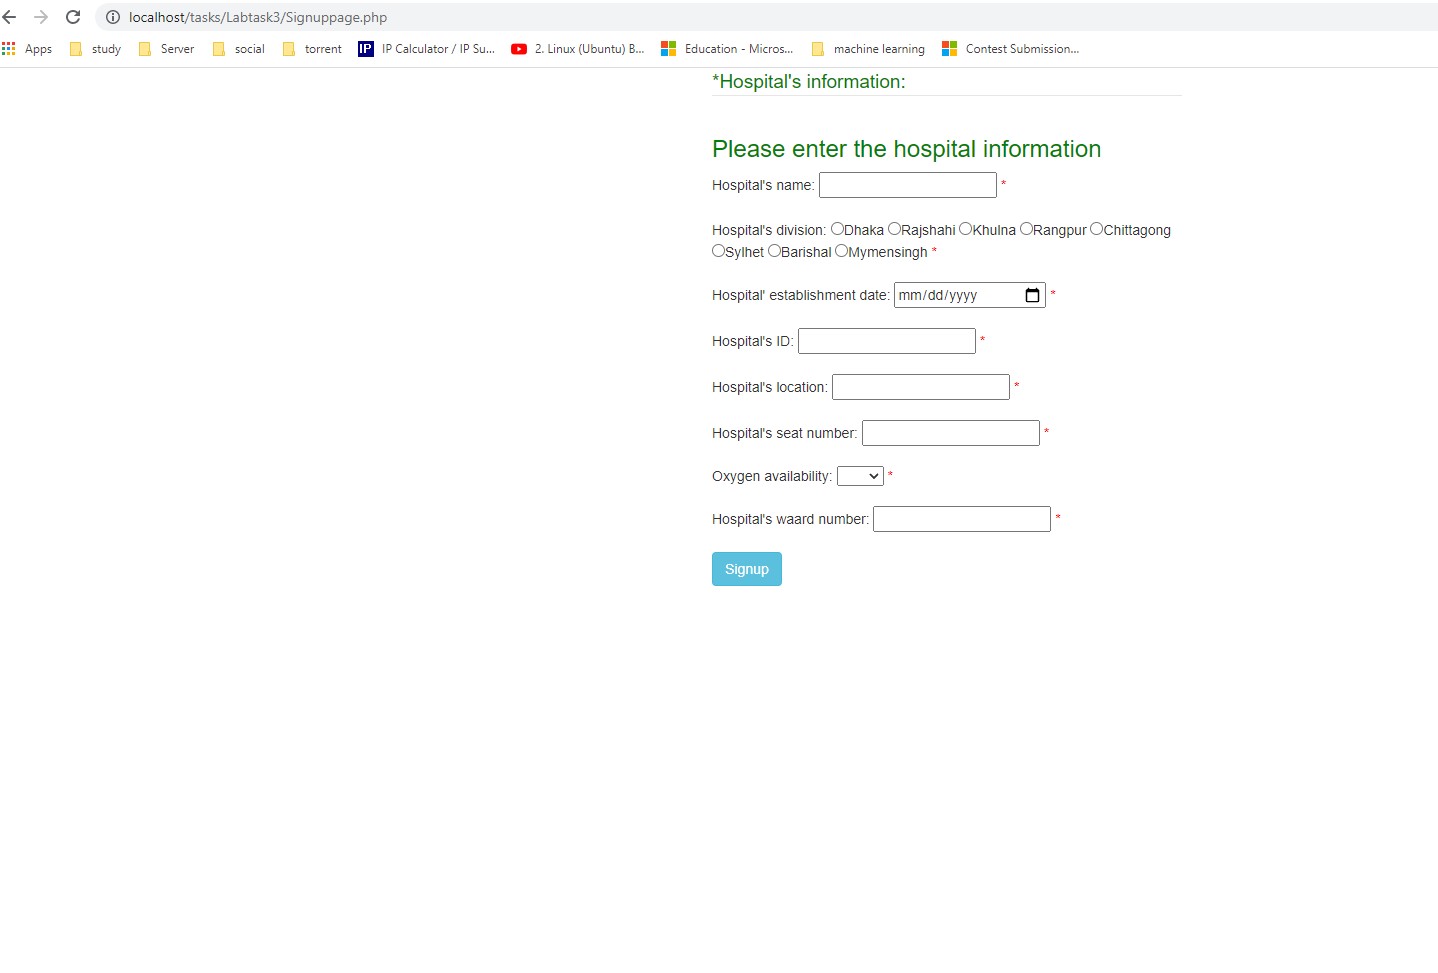 localhost/tasks/Labtask3/Signuppage.php
Apps study Server social torrent IP IP Calculator / IP Su... 2. Linux (Ubuntu) B... Education - Micros... machine learning Contest Submission...
*Hospital's information:
Please enter the hospital information
Hospital's name: *
Hospital's division: Dhaka Rajshahi Khulna Rangpur Chittagong
Sylhet Barishal Mymensingh *
Hospital' establishment date: mm/dd/yyyy *
Hospital's ID: *
Hospital's location: *
Hospital's seat number: *
Oxygen availability: *
Hospital's waard number: *
Signup